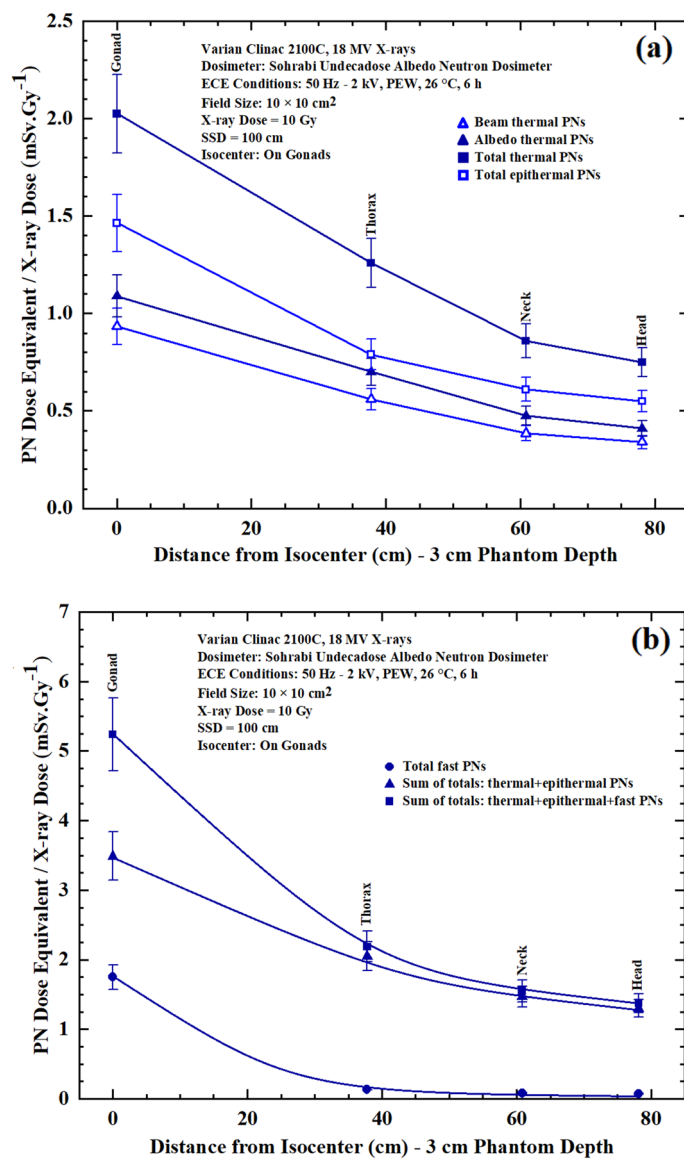 (a)
Varian Clinac 2100C, 18 MV X-rays
Dosimeter: Sohrabi Undecadose Albedo Neutron Dosimeter
ECE Conditions: 50 Hz - 2 kV, PEW, 26 °C, 6 h
Field Size: 10 × 10 cm²
X-ray Dose = 10 Gy
SSD = 100 cm
Isocenter: On Gonads
Beam thermal PNs
Albedo thermal PNs
Total thermal PNs
Total epithermal PNs
Gonad
Thorax
Neck
Head
PN Dose Equivalent / X-ray Dose (mSv.Gy⁻¹)
2.5
2.0
1.5
1.0
0.5
0.0
0
20
40
60
80
Distance from Isocenter (cm) - 3 cm Phantom Depth
(b)
Varian Clinac 2100C, 18 MV X-rays
Dosimeter: Sohrabi Undecadose Albedo Neutron Dosimeter
ECE Conditions: 50 Hz - 2 kV, PEW, 26 °C, 6 h
Field Size: 10 × 10 cm²
X-ray Dose = 10 Gy
SSD = 100 cm
Isocenter: On Gonads
Total fast PNs
Sum of totals: thermal+epithermal PNs
Sum of totals: thermal+epithermal+fast PNs
Gonad
Thorax
Neck
Head
PN Dose Equivalent / X-ray Dose (mSv.Gy⁻¹)
7
6
5
4
3
2
1
0
0
20
40
60
80
Distance from Isocenter (cm) - 3 cm Phantom Depth